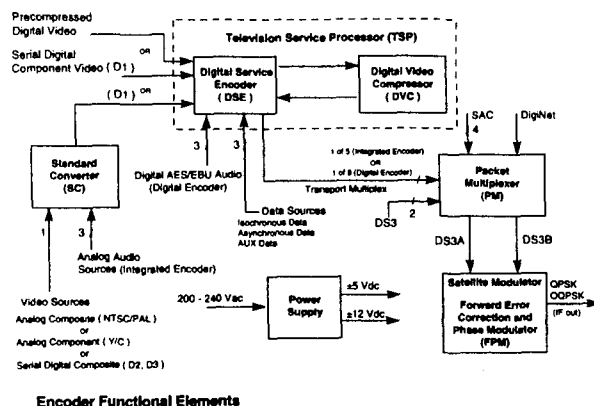 Precompressed
Digital Video
OR
Serial Digital
Component Video (D1)
(D1) OR
Television Service Processor (TSP)
Digital Service
Encoder
(DSE)
Digital Video
Compressor
(DVC)
3
3
Digital AES/EBU Audio
(Digital Encoder)
Data Sources
Isochronous Data
Asynchronous Data
AUX Data
1 of 5 (Integrated Encoder)
OR
1 of 8 (Digital Encoder)
Transport Multiplex
DS3
2
SAC
4
DigiNet
Packet
Multiplexer
(PM)
DS3A
DS3B
Standard
Converter
(SC)
1
3
Analog Audio
Sources (Integrated Encoder)
Video Sources
Analog Composite (NTSC/PAL)
or
Analog Component (Y/C)
or
Serial Digital Composite (D2, D3)
200 - 240 Vac
Power
Supply
±5 Vdc
±12 Vdc
Satellite Modulator
Forward Error
Correction and
Phase Modulator
(FPM)
QPSK
OQPSK
(IF out)
Encoder Functional Elements